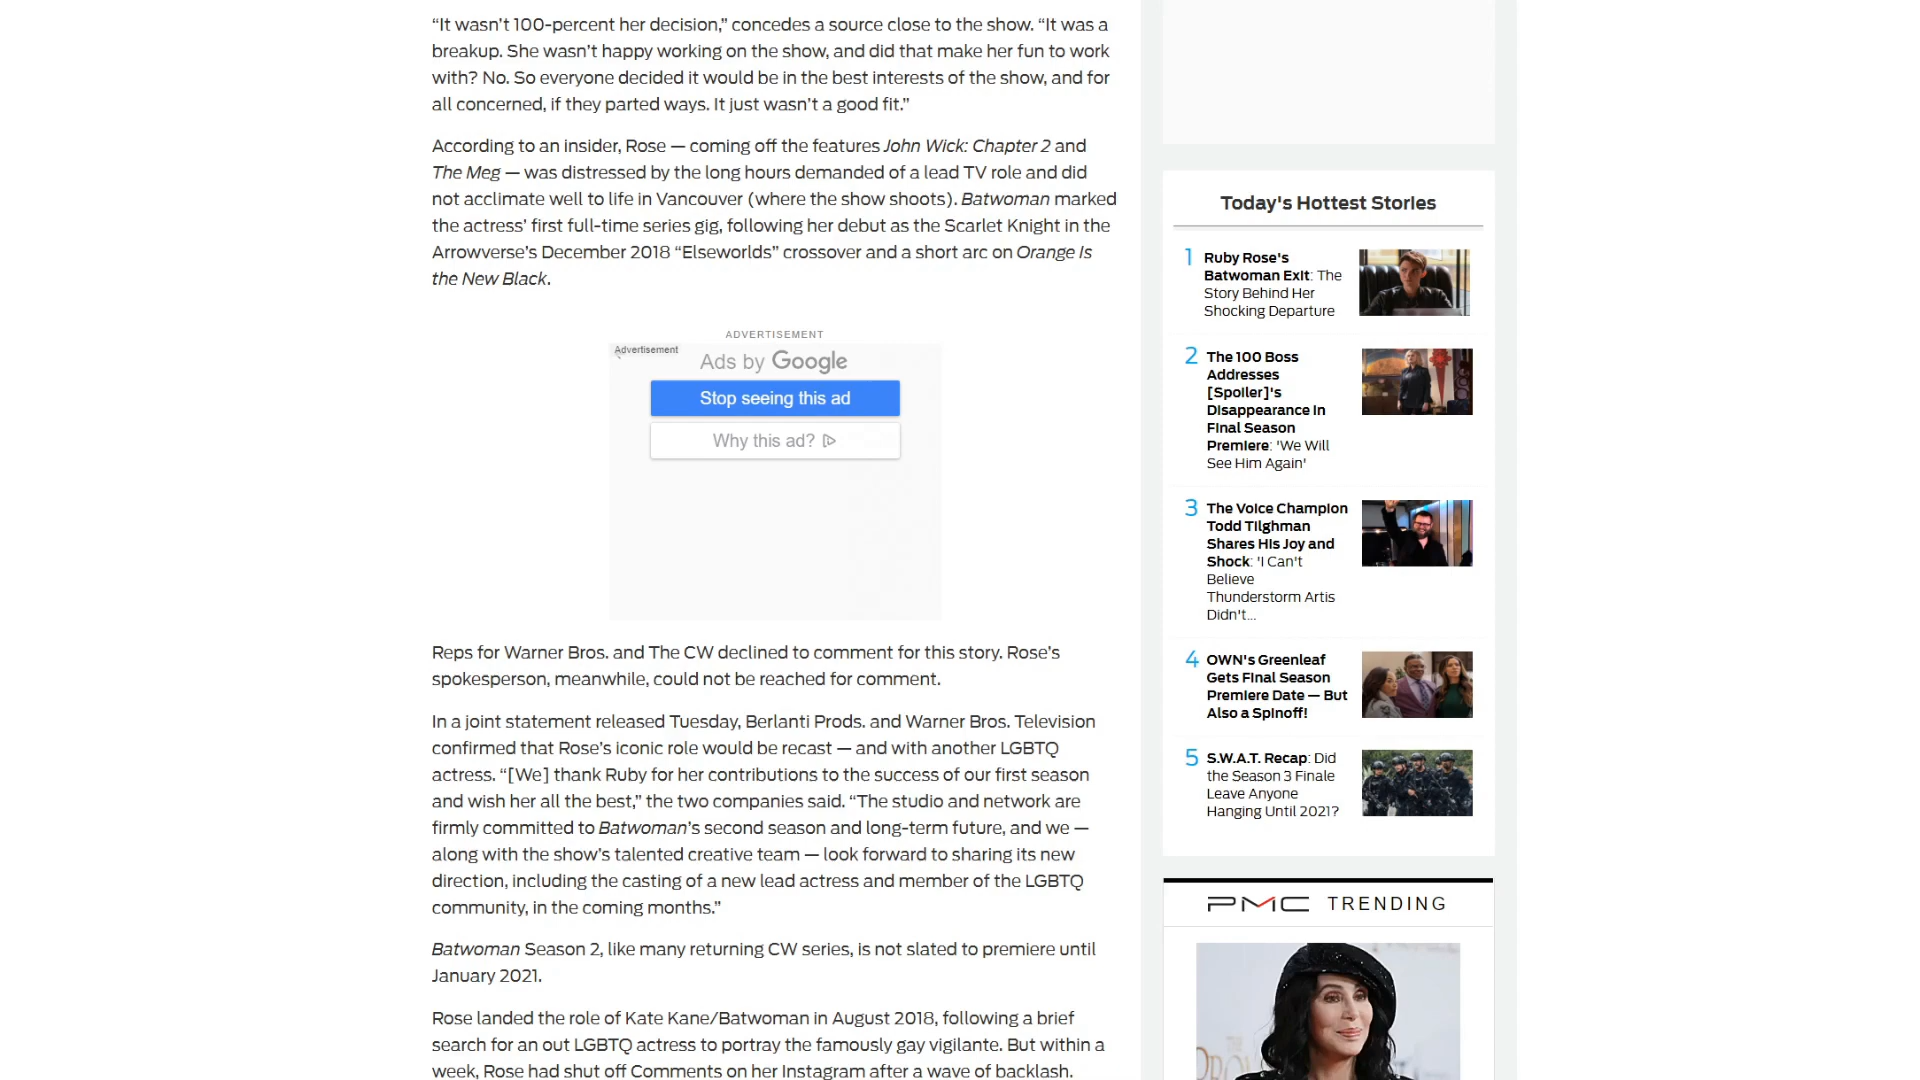 “It wasn’t 100-percent her decision,” concedes a source close to the show. “It was a
breakup. She wasn’t happy working on the show, and did that make her fun to work
with? No. So everyone decided it would be in the best interests of the show, and for
all concerned, if they parted ways. It just wasn’t a good fit.”
According to an insider, Rose — coming off the features John Wick: Chapter 2 and
The Meg — was distressed by the long hours demanded of a lead TV role and did
not acclimate well to life in Vancouver (where the show shoots). Batwoman marked
the actress’ first full-time series gig, following her debut as the Scarlet Knight in the
Arrowverse’s December 2018 “Elseworlds” crossover and a short arc on Orange Is
the New Black.
ADVERTISEMENT
Advertisement
Ads by Google
Stop seeing this ad
Why this ad?
Reps for Warner Bros. and The CW declined to comment for this story. Rose’s
spokesperson, meanwhile, could not be reached for comment.
In a joint statement released Tuesday, Berlanti Prods. and Warner Bros. Television
confirmed that Rose’s iconic role would be recast — and with another LGBTQ
actress. “[We] thank Ruby for her contributions to the success of our first season
and wish her all the best,” the two companies said. “The studio and network are
firmly committed to Batwoman’s second season and long-term future, and we —
along with the show’s talented creative team — look forward to sharing its new
direction, including the casting of a new lead actress and member of the LGBTQ
community, in the coming months.”
Batwoman Season 2, like many returning CW series, is not slated to premiere until
January 2021.
Rose landed the role of Kate Kane/Batwoman in August 2018, following a brief
search for an out LGBTQ actress to portray the famously gay vigilante. But within a
week, Rose had shut off Comments on her Instagram after a wave of backlash.
Today's Hottest Stories
1 Ruby Rose's
Batwoman Exit: The
Story Behind Her
Shocking Departure
2 The 100 Boss
Addresses
[Spoiler]'s
Disappearance in
Final Season
Premiere: 'We Will
See Him Again'
3 The Voice Champion
Todd Tilghman
Shares His Joy and
Shock: 'I Can't
Believe
Thunderstorm Artis
Didn't...
4 OWN's Greenleaf
Gets Final Season
Premiere Date — But
Also a Spinoff!
5 S.W.A.T. Recap: Did
the Season 3 Finale
Leave Anyone
Hanging Until 2021?
PMC TRENDING